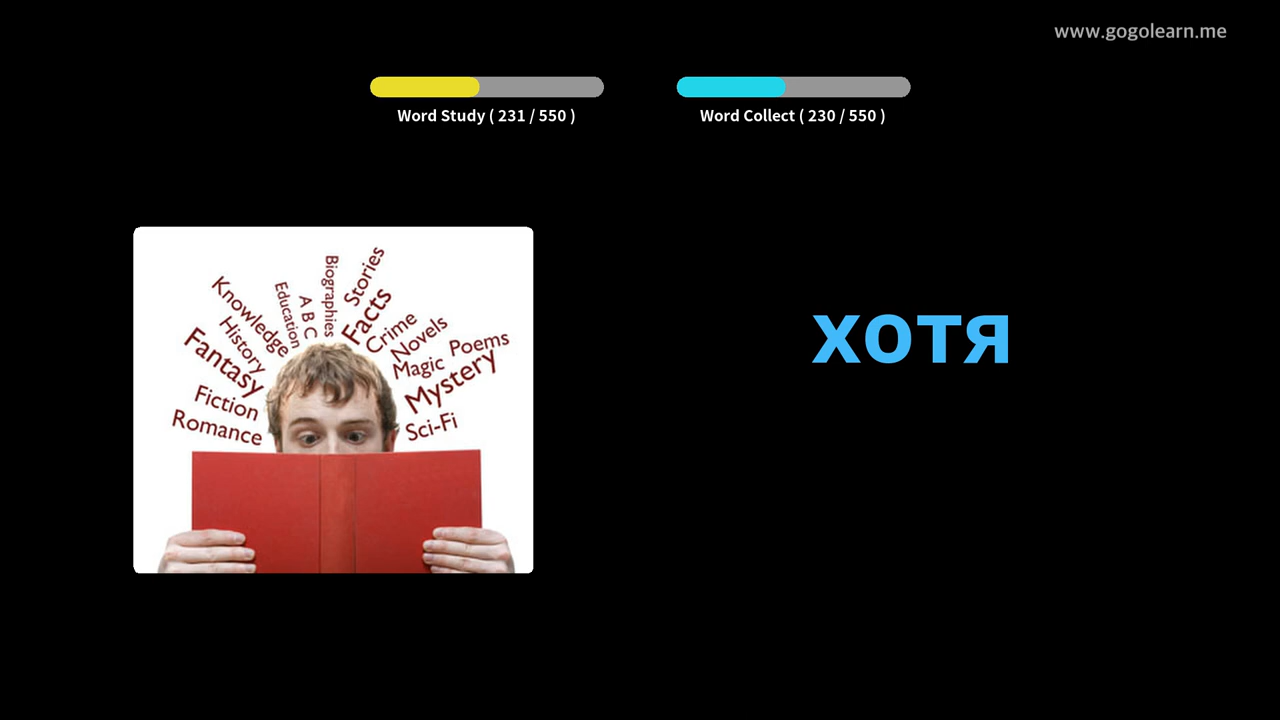 www.gogolearn.me
Word Study ( 231 / 550 )
Word Collect ( 230 / 550 )
Stories
Biographies
Facts
A B C
Education
Knowledge
Crime
History
Novels
Poems
Fantasy
Magic
Mystery
Fiction
Sci-Fi
Romance
хотя